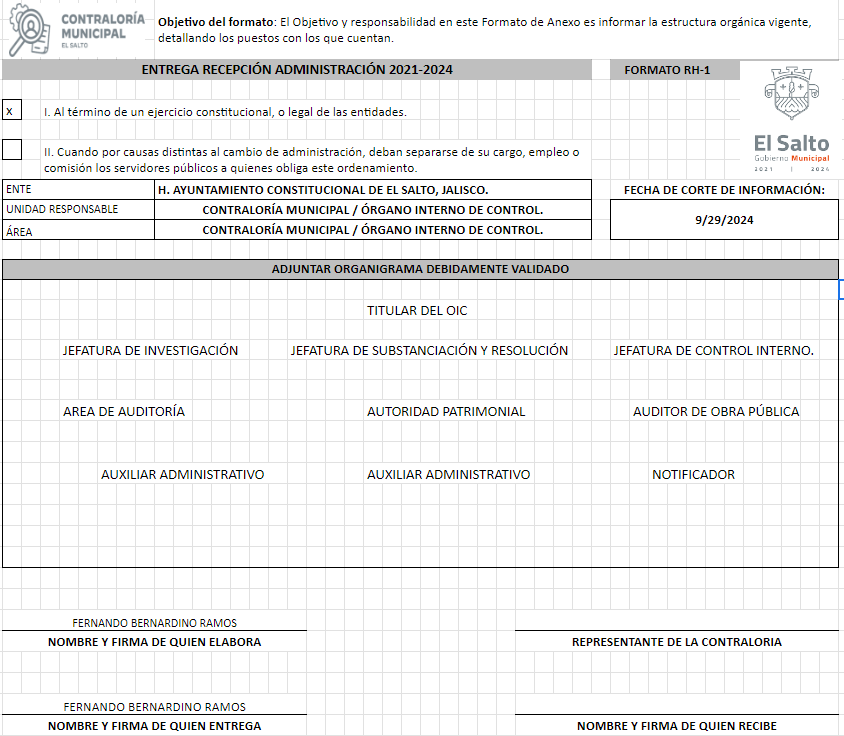 CONTRALORÍA
MUNICIPAL
EL SALTO
Objetivo del formato: El Objetivo y responsabilidad en este Formato de Anexo es informar la estructura orgánica vigente,
detallando los puestos con los que cuentan.
ENTREGA RECEPCIÓN ADMINISTRACIÓN 2021-2024
FORMATO RH-1
x I. Al término de un ejercicio constitucional, o legal de las entidades.
II. Cuando por causas distintas al cambio de administración, deban separarse de su cargo, empleo o
comisión los servidores públicos a quienes obliga este ordenamiento.
El Salto
Gobierno Municipal
2021 | 2024
ENTE H. AYUNTAMIENTO CONSTITUCIONAL DE EL SALTO, JALISCO.
UNIDAD RESPONSABLE CONTRALORÍA MUNICIPAL / ÓRGANO INTERNO DE CONTROL.
ÁREA CONTRALORÍA MUNICIPAL / ÓRGANO INTERNO DE CONTROL.
FECHA DE CORTE DE INFORMACIÓN:
9/29/2024
ADJUNTAR ORGANIGRAMA DEBIDAMENTE VALIDADO
TITULAR DEL OIC
JEFATURA DE INVESTIGACIÓN JEFATURA DE SUBSTANCIACIÓN Y RESOLUCIÓN JEFATURA DE CONTROL INTERNO.
AREA DE AUDITORÍA AUTORIDAD PATRIMONIAL AUDITOR DE OBRA PÚBLICA
AUXILIAR ADMINISTRATIVO AUXILIAR ADMINISTRATIVO NOTIFICADOR
FERNANDO BERNARDINO RAMOS
NOMBRE Y FIRMA DE QUIEN ELABORA REPRESENTANTE DE LA CONTRALORIA
FERNANDO BERNARDINO RAMOS
NOMBRE Y FIRMA DE QUIEN ENTREGA NOMBRE Y FIRMA DE QUIEN RECIBE